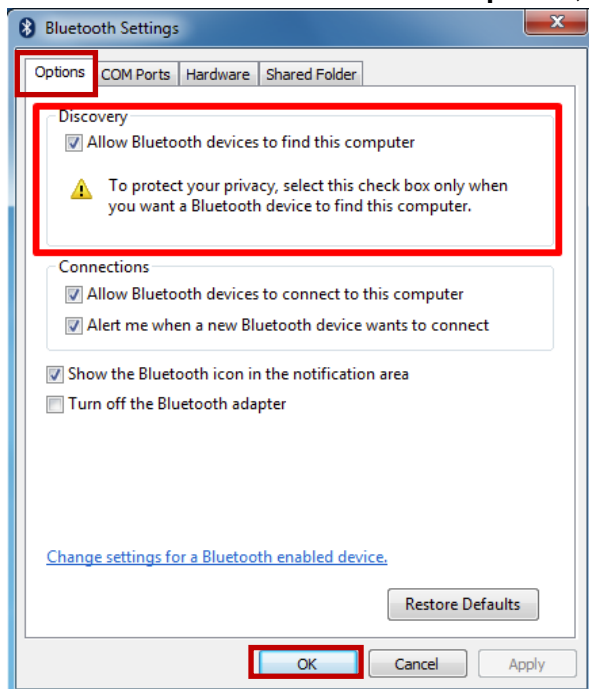 Bluetooth Settings
Options COM Ports Hardware Shared Folder
Discovery
Allow Bluetooth devices to find this computer
To protect your privacy, select this check box only when
you want a Bluetooth device to find this computer.
Connections
Allow Bluetooth devices to connect to this computer
Alert me when a new Bluetooth device wants to connect
Show the Bluetooth icon in the notification area
Turn off the Bluetooth adapter
Change settings for a Bluetooth enabled device.
Restore Defaults
OK Cancel Apply